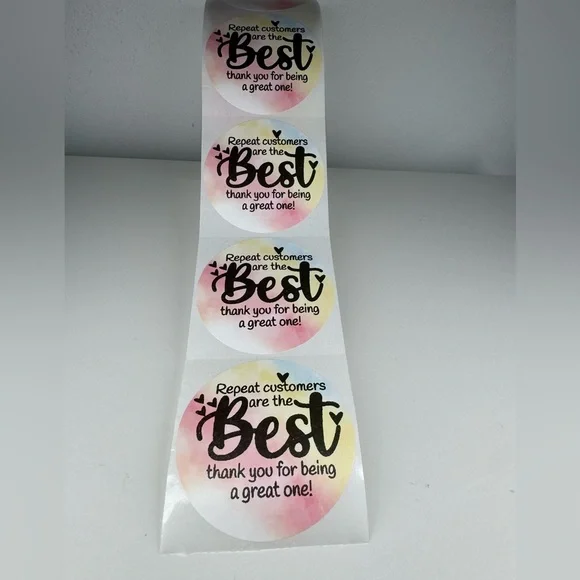 Repeat customers
are the
Best
thank you for being
a great one!
Repeat customers
are the
Best
thank you for being
a great one!
Repeat customers
are the
Best
thank you for being
a great one!
Repeat customers
are the
Best
thank you for being
a great one!